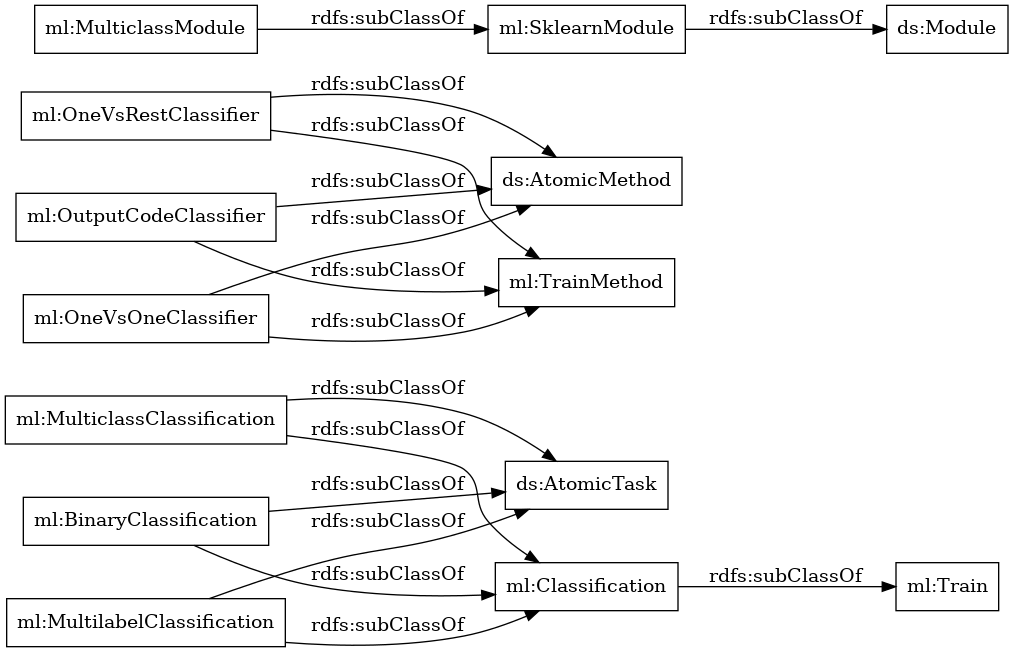 ml:MulticlassModule
rdfs:subClassOf
ml:SklearnModule
rdfs:subClassOf
ds:Module
rdfs:subClassOf
ml:OneVsRestClassifier
rdfs:subClassOf
rdfs:subClassOf
ds:AtomicMethod
ml:OutputCodeClassifier
rdfs:subClassOf
rdfs:subClassOf
ml:TrainMethod
ml:OneVsOneClassifier
rdfs:subClassOf
rdfs:subClassOf
ml:MulticlassClassification
rdfs:subClassOf
rdfs:subClassOf
ds:AtomicTask
ml:BinaryClassification
rdfs:subClassOf
rdfs:subClassOf
ml:Classification
rdfs:subClassOf
ml:Train
ml:MultilabelClassification
rdfs:subClassOf